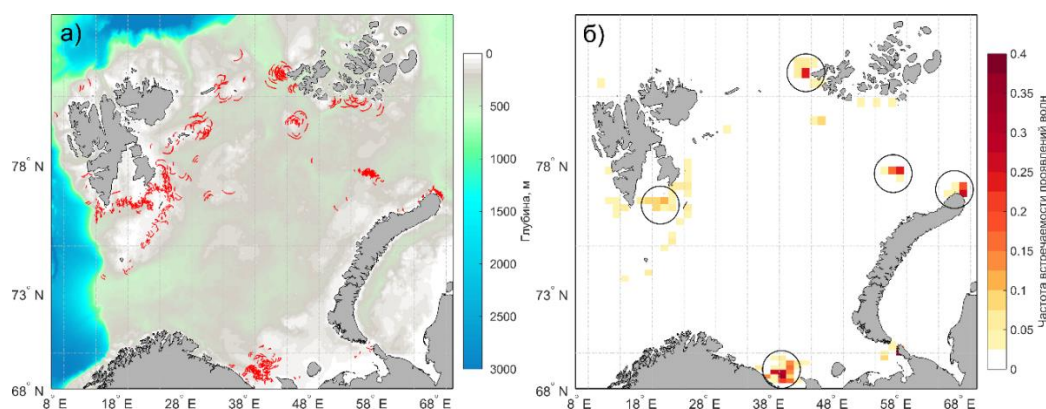 а)
78° N
73° N
68° N
8° E
18° E
28° E
38° E
48° E
58° E
68° E
0
500
1000
1500
2000
2500
3000
Глубина, м
б)
78° N
73° N
68° N
8° E
18° E
28° E
38° E
48° E
58° E
68° E
0.4
0.35
0.3
0.25
0.2
0.15
0.1
0.05
0
Частота встречаемости проявлений волн